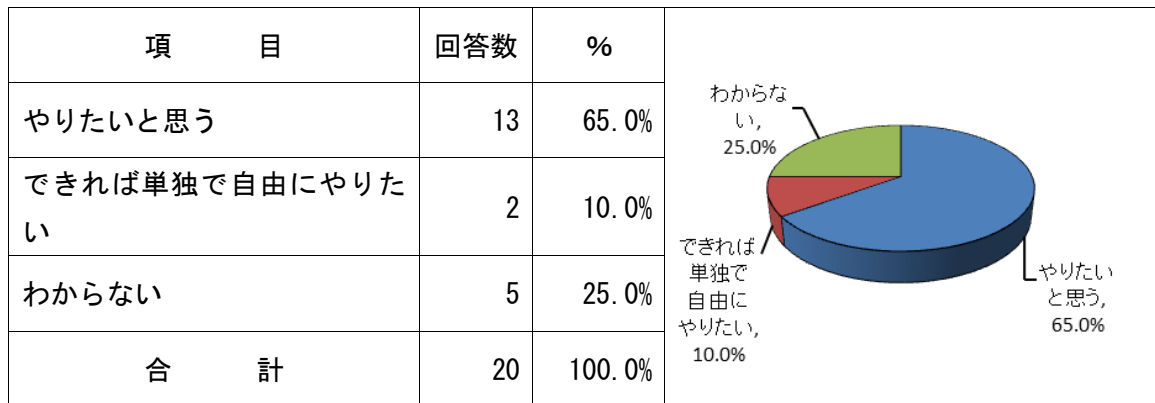 項 目 回答数 %
やりたいと思う 13 65.0%
できれば単独で自由にやりた
い 2 10.0%
わからない 5 25.0%
合 計 20 100.0%
わからな
い,
25.0%
できれば
単独で
自由に
やりたい,
10.0%
やりたい
と思う,
65.0%